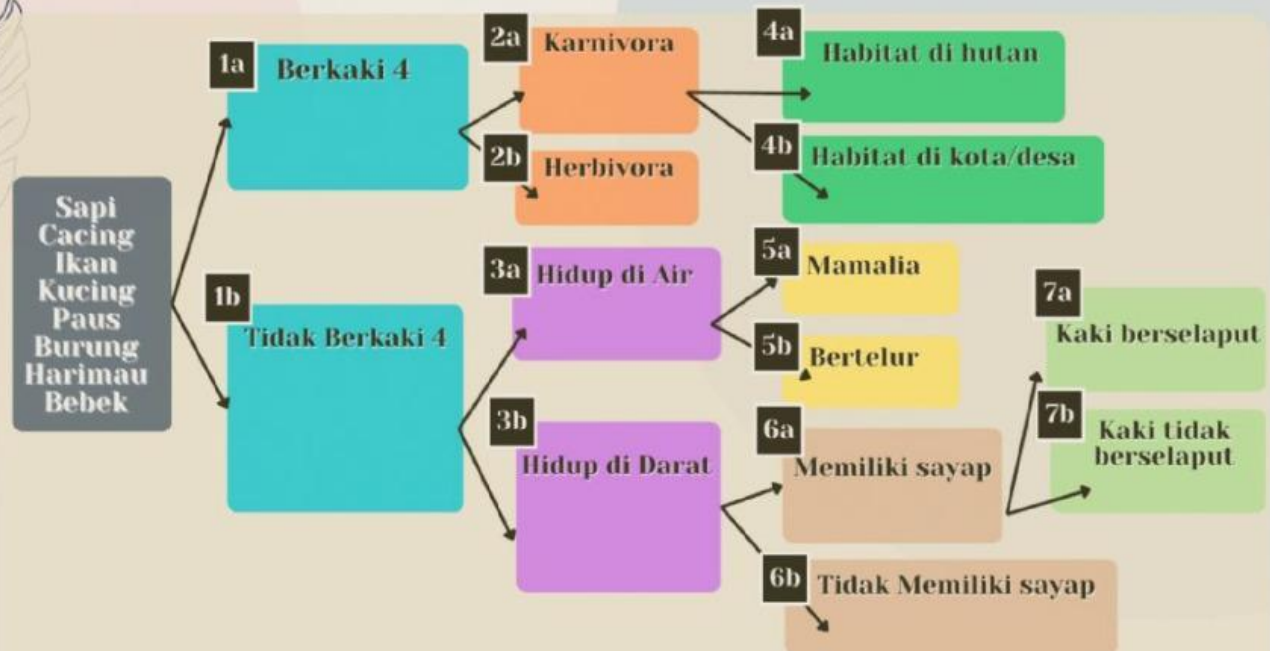 Sapi
Cacing
Ikan
Kucing
Paus
Burung
Harimau
Bebek
1a
Berkaki 4
1b
Tidak Berkaki 4
2a
Karnivora
2b
Herbivora
3a
Hidup di Air
3b
Hidup di Darat
4a
Habitat di hutan
4b
Habitat di kota/desa
5a
Mamalia
5b
Bertelur
6a
Memiliki sayap
6b
Tidak Memiliki sayap
7a
Kaki berselaput
7b
Kaki tidak
berselaput